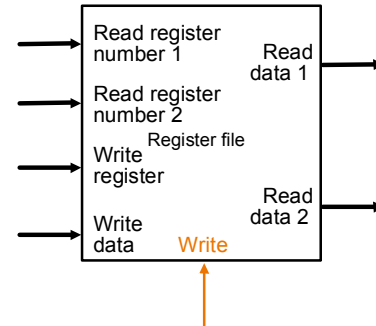 Read register
number 1
Read
data 1
Read register
number 2
Register file
Write
register
Read
data 2
Write
data
Write